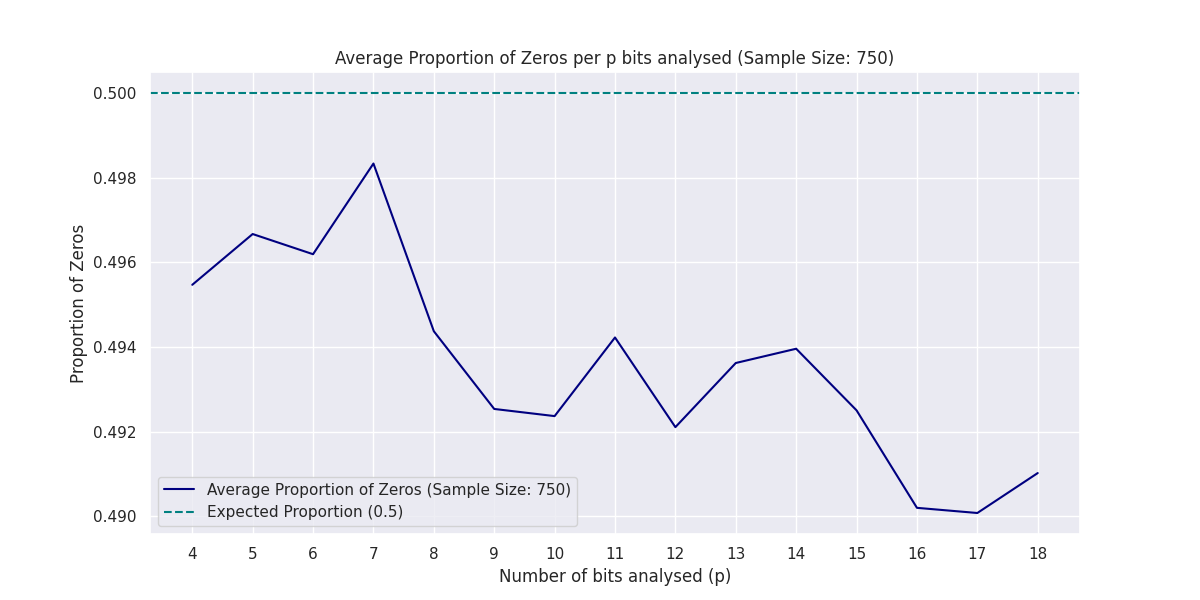 Average Proportion of Zeros per p bits analysed (Sample Size: 750)
Proportion of Zeros
0.500
0.498
0.496
0.494
0.492
0.490
Average Proportion of Zeros (Sample Size: 750)
Expected Proportion (0.5)
4 5 6 7 8 9 10 11 12 13 14 15 16 17 18
Number of bits analysed (p)